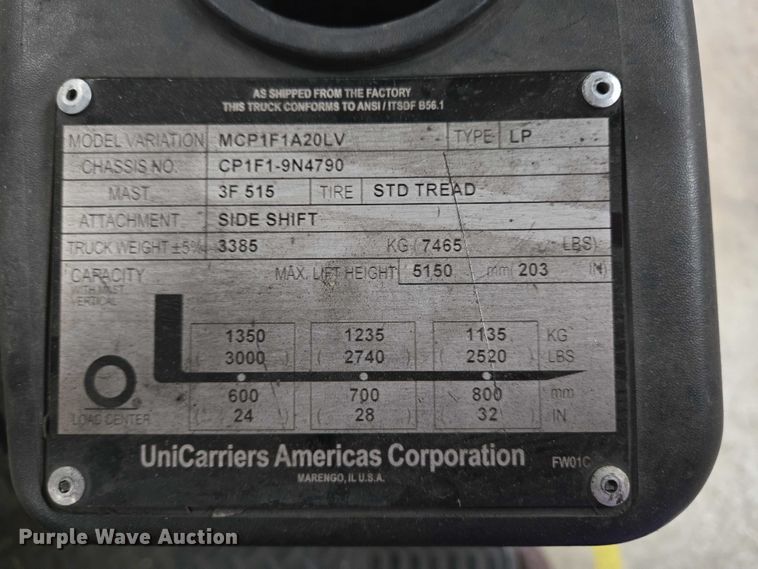 AS SHIPPED FROM THE FACTORY
THIS TRUCK CONFORMS TO ANSI / ITSDF B56.1
MODEL VARIATION MCP1F1A20LV TYPE LP
CHASSIS NO. CP1F1-9N4790
MAST 3F 515 TIRE STD TREAD
ATTACHMENT SIDE SHIFT
TRUCK WEIGHT ±5% 3385 KG ( 7465 LBS)
CAPACITY MAX. LIFT HEIGHT 5150 mm ( 203 IN)
WITH MAST
VERTICAL
1350 1235 1135 KG
( 3000 ) ( 2740 ) ( 2520 ) LBS
600 700 800 mm
LOAD CENTER ( 24 ) ( 28 ) ( 32 ) IN
UniCarriers Americas Corporation FW01C
MARENGO, IL U.S.A.
Purple Wave Auction